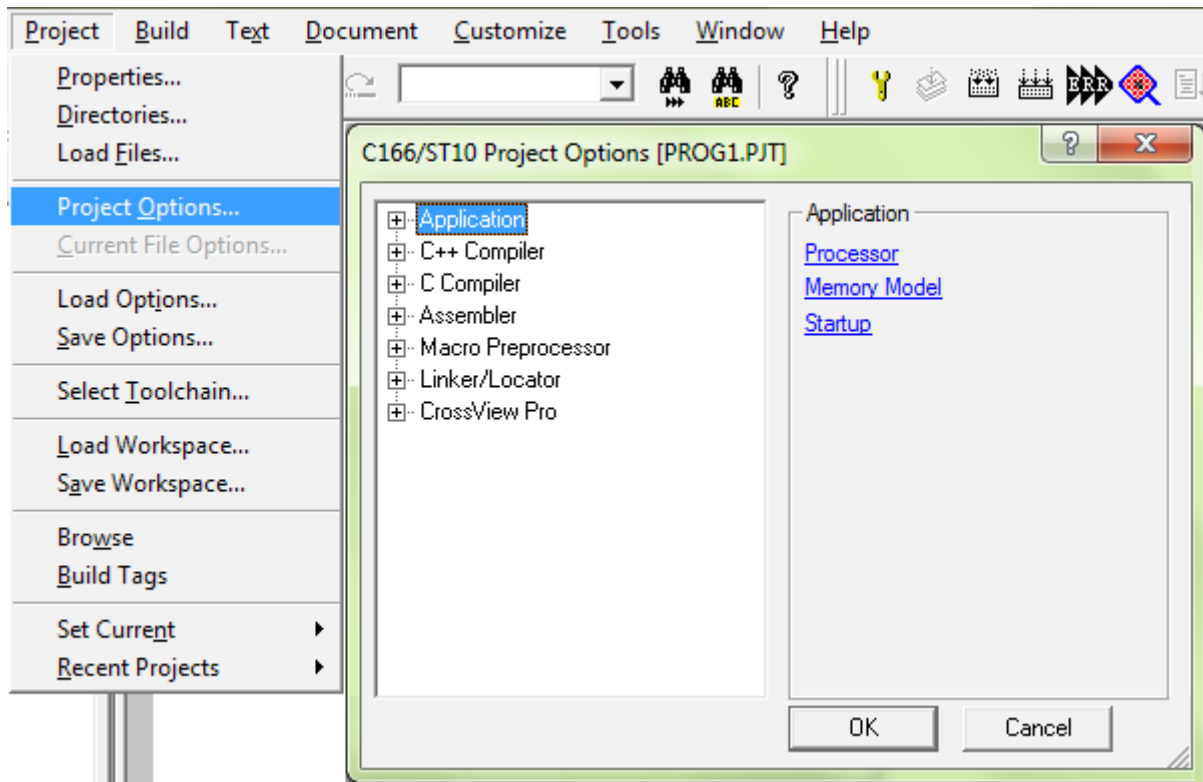 Project Build Text Document Customize Tools Window Help
Properties...
Directories...
Load Files...
Project Options...
Current File Options...
Load Options...
Save Options...
Select Toolchain...
Load Workspace...
Save Workspace...
Browse
Build Tags
Set Current
Recent Projects
ABC
ERR
C166/ST10 Project Options [PROG1.PJT]
Application
C++ Compiler
C Compiler
Assembler
Macro Preprocessor
Linker/Locator
CrossView Pro
Application
Processor
Memory Model
Startup
OK Cancel